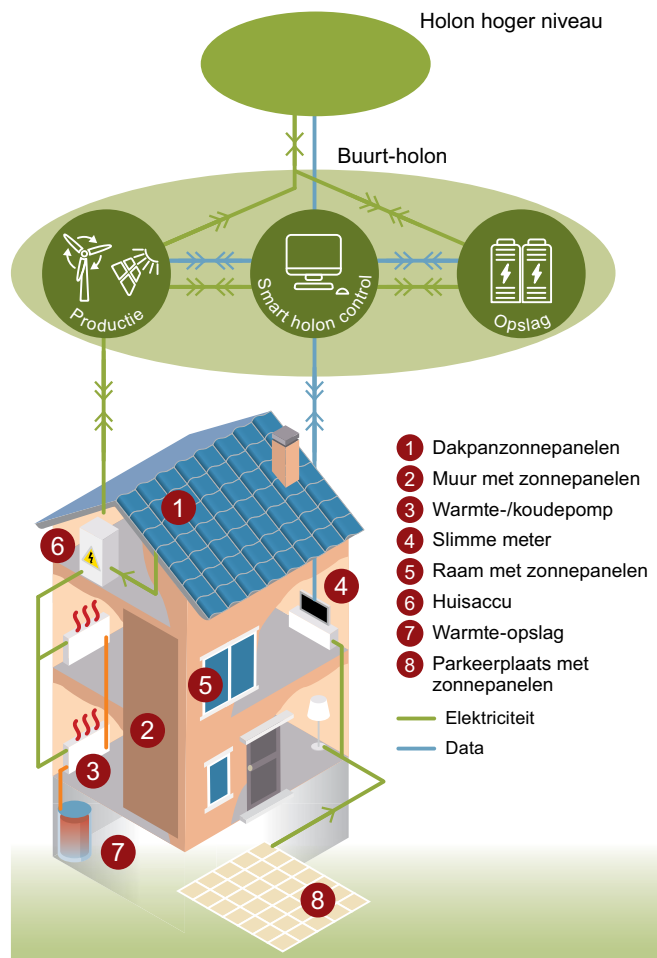 Holon hoger niveau
Buurt-holon
Productie
Smart holon control
Opslag
1 Dakpanzonnepanelen
2 Muur met zonnepanelen
3 Warmte-/koudepomp
4 Slimme meter
5 Raam met zonnepanelen
6 Huisaccu
7 Warmte-opslag
8 Parkeerplaats met
zonnepanelen
Elektriciteit
Data
1
6
4
5
2
3
7
8